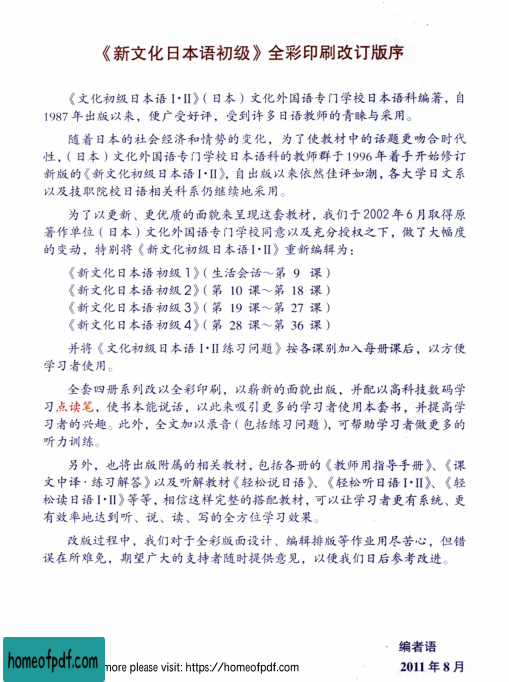 《新文化日本语初级》全彩印刷改订版序
《文化初级日本语 I·II》(日本)文化外国语专门学校日本语科编著，自
1987年出版以来，便广受好评，受到许多日语教师的青睐与采用。
随着日本的社会经济和情势的变化，为了使教材中的话题更吻合时代
性，(日本)文化外国语专门学校日本语科的教师群于1996年着手开始修订
新版的《新文化初级日本语 I·II》，自出版以来依然佳评如潮，各大学日文系
以及技职院校日语相关科系仍继续地采用。
为了以更新、更优质的面貌来呈现这套教材，我们于2002年6月取得原
著作单位(日本)文化外国语专门学校同意以及充分授权之下，做了大幅度
的变动，特别将《新文化初级日本语 I·II》重新编辑为：
《新文化日本语初级1》(生活会话～第 9 课)
《新文化日本语初级2》(第 10 课～第 18 课)
《新文化日本语初级3》(第 19 课～第 27 课)
《新文化日本语初级4》(第 28 课～第 36 课)
并将《文化初级日本语 I·II练习问题》按各课别加入每册课后，以方便
学习者使用。
全套四册系列改以全彩印刷，以崭新的面貌出版，并配以高科技数码学
习点读笔，使书本能说话，以此来吸引更多的学习者使用本套书，并提高学
习者的兴趣。此外，全文加以录音(包括练习问题)，可帮助学习者做更多的
听力训练。
另外，也将出版附属的相关教材，包括各册的《教师用指导手册》、《课
文中译·练习解答》以及听解教材《轻松说日语》、《轻松听日语 I·II》、《轻
松读日语 I·II》等等，相信这样完整的搭配教材，可以让学习者更有系统、更
有效率地达到听、说、读、写的全方位学习效果。
改版过程中，我们对于全彩版面设计、编辑排版等作业用尽苦心，但错
误在所难免，期望广大的支持者随时提供意见，以便我们日后参考改进。
编者语
2011年8月
homeofpdf.com
more please visit: https://homeofpdf.com